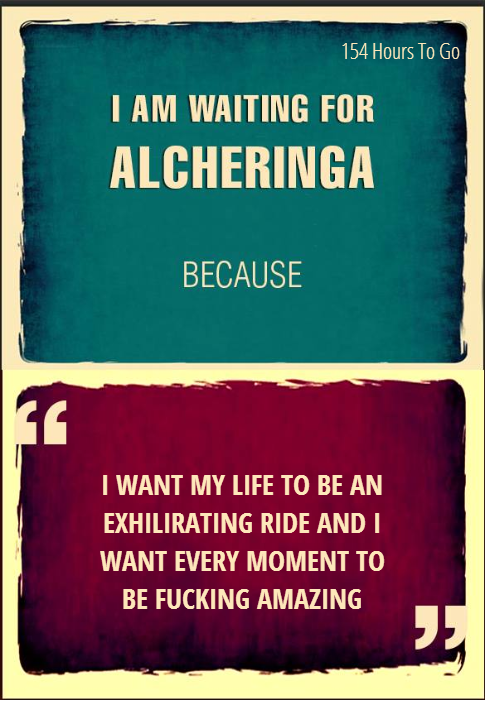 154 Hours To Go
I AM WAITING FOR
ALCHERINGA
BECAUSE
“
I WANT MY LIFE TO BE AN
EXHILIRATING RIDE AND I
WANT EVERY MOMENT TO
BE FUCKING AMAZING
”